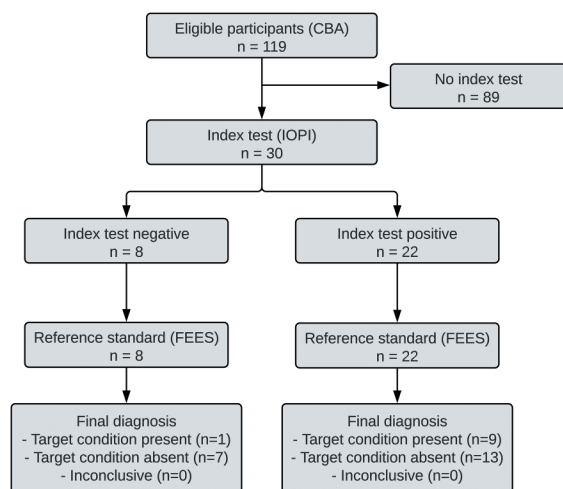 Eligible participants (CBA)
n = 119
No index test
n = 89
Index test (IOPI)
n = 30
Index test negative
n = 8
Index test positive
n = 22
Reference standard (FEES)
n = 8
Reference standard (FEES)
n = 22
Final diagnosis
- Target condition present (n=1)
- Target condition absent (n=7)
- Inconclusive (n=0)
Final diagnosis
- Target condition present (n=9)
- Target condition absent (n=13)
- Inconclusive (n=0)